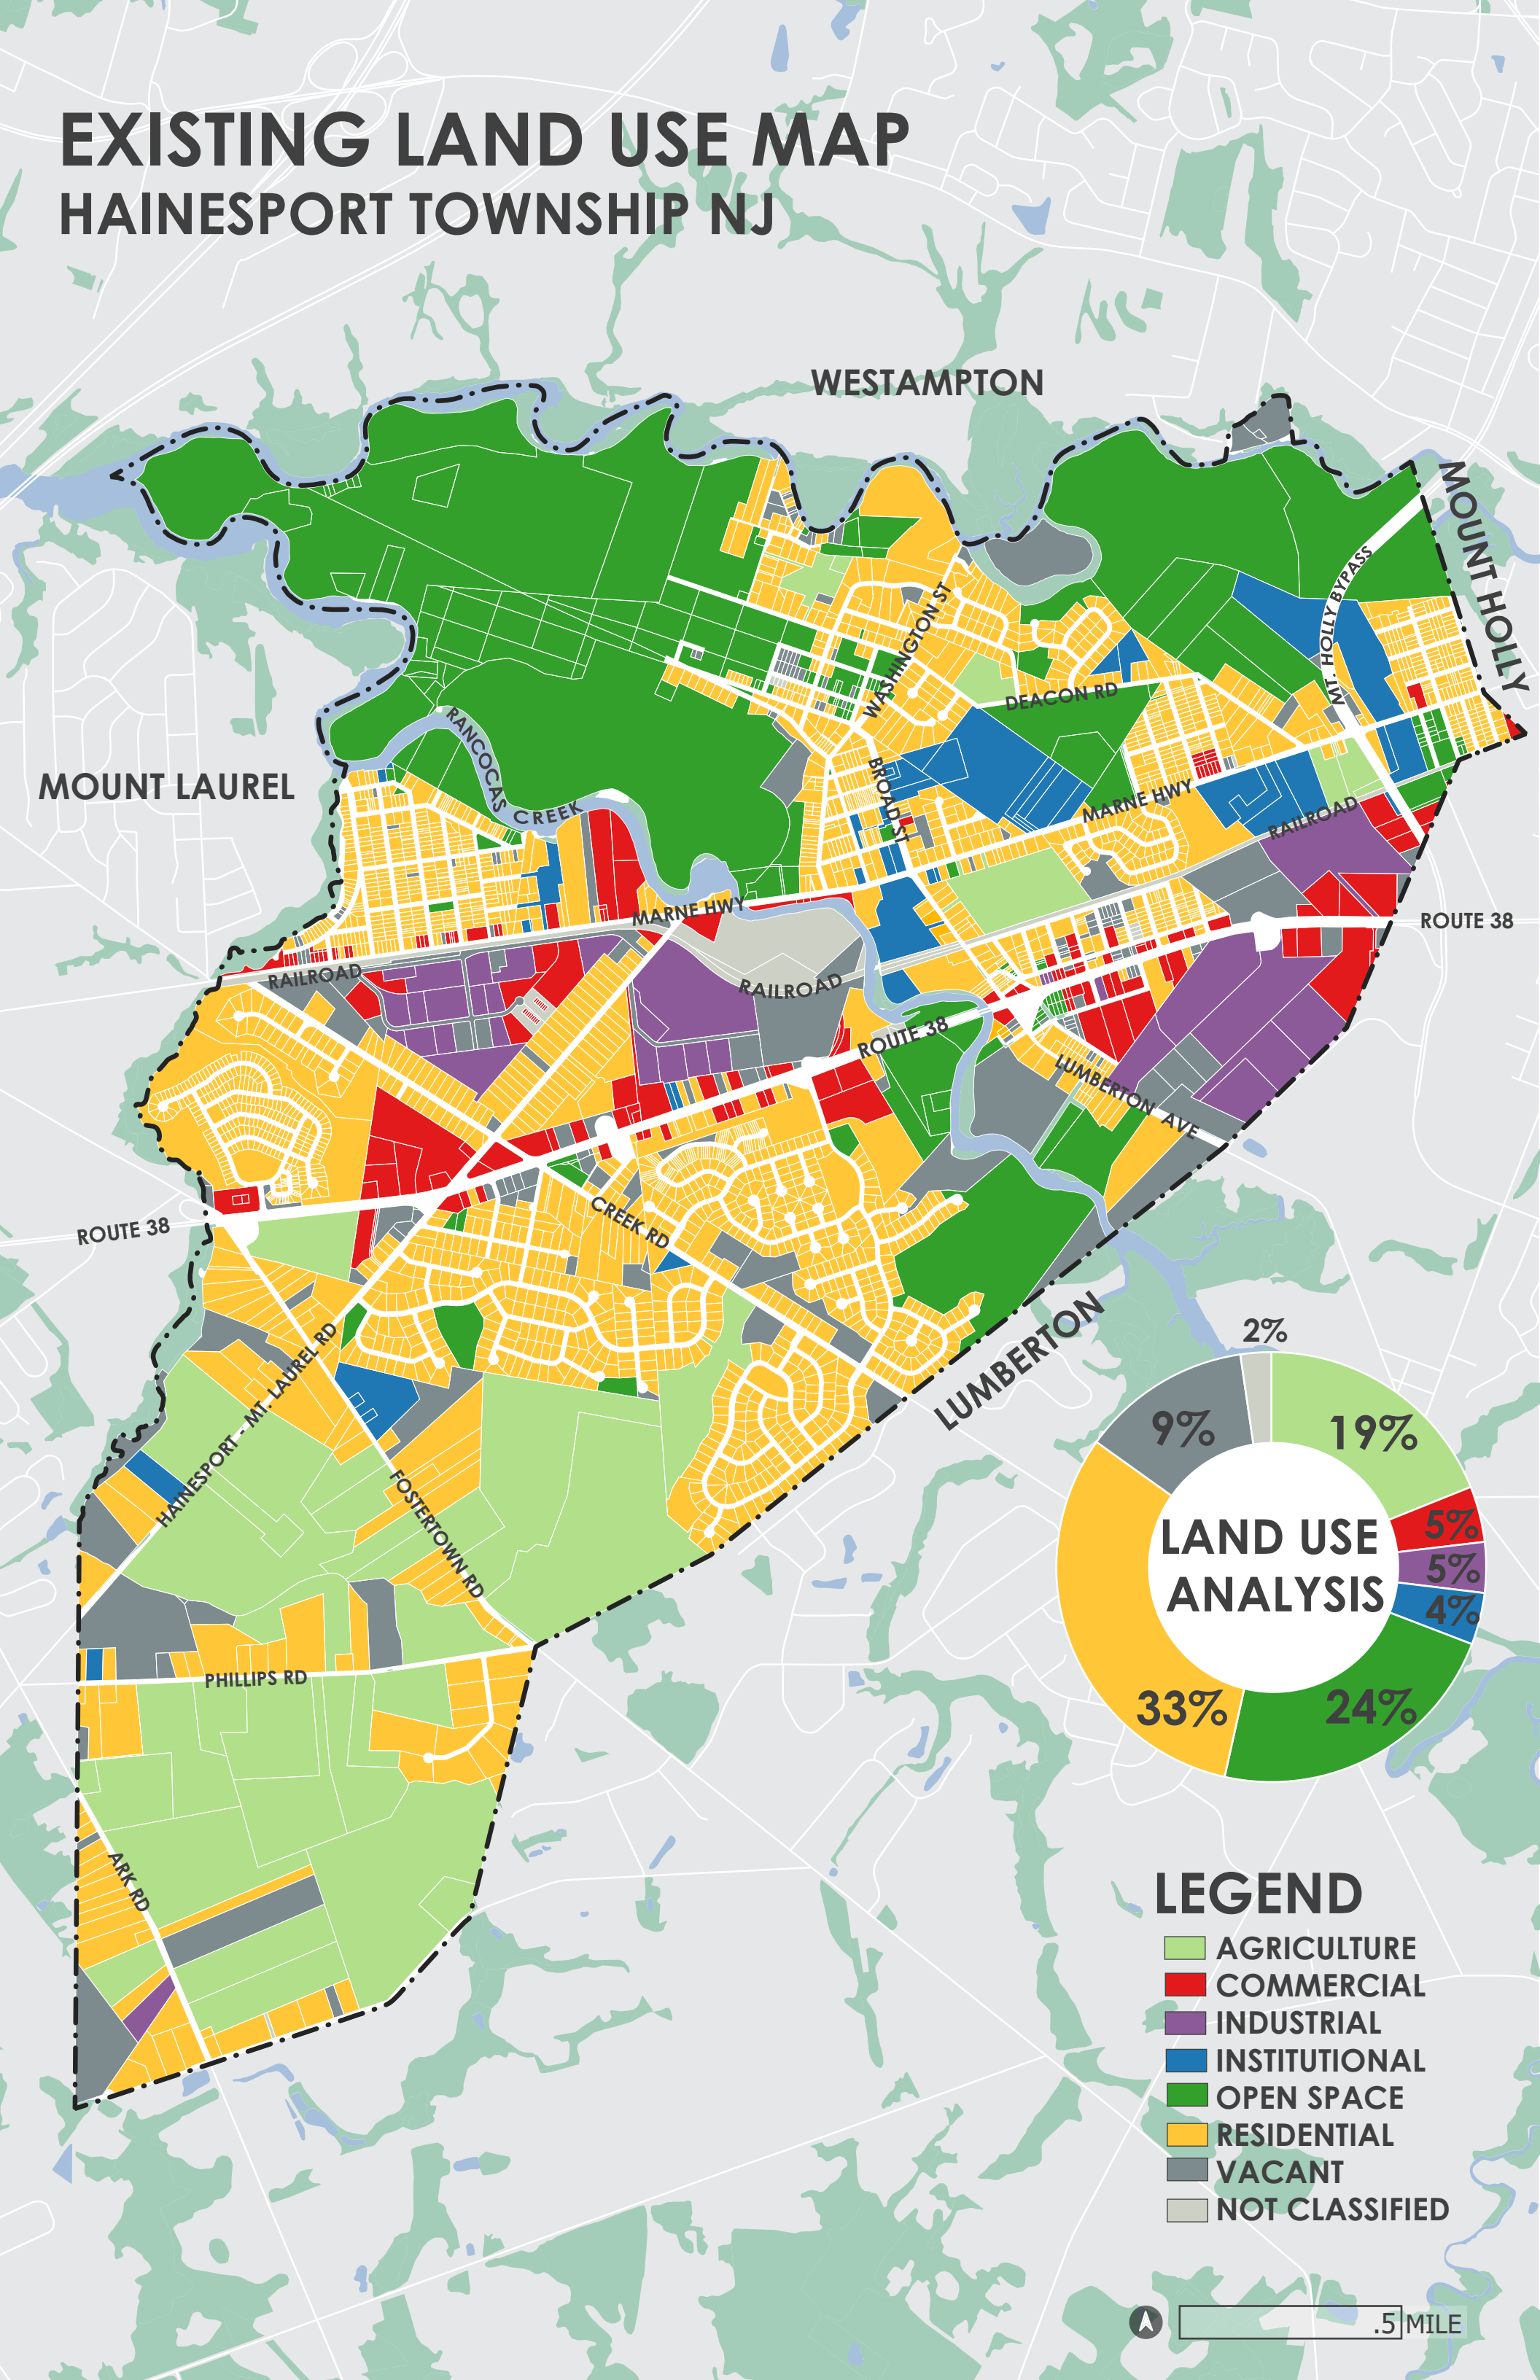 EXISTING LAND USE MAP
HAINESPORT TOWNSHIP NJ
WESTAMPTON
MOUNT HOLLY
MT. HOLLY BYPASS
WASHINGTON ST
DEACON RD
RANCOCAS
CREEK
MOUNT LAUREL
BROAD ST
MARNE HWY
RAILROAD
MARNE HWY
ROUTE 38
RAILROAD
RAILROAD
ROUTE 38
LUMBERTON AVE
ROUTE 38
CREEK RD
LUMBERTON
HAINESPORT - MT. LAUREL RD
FOSTERTOWN RD
PHILLIPS RD
ARK RD
2%
9%
19%
5%
5%
4%
24%
33%
LAND USE
ANALYSIS
LEGEND
AGRICULTURE
COMMERCIAL
INDUSTRIAL
INSTITUTIONAL
OPEN SPACE
RESIDENTIAL
VACANT
NOT CLASSIFIED
.5 MILE